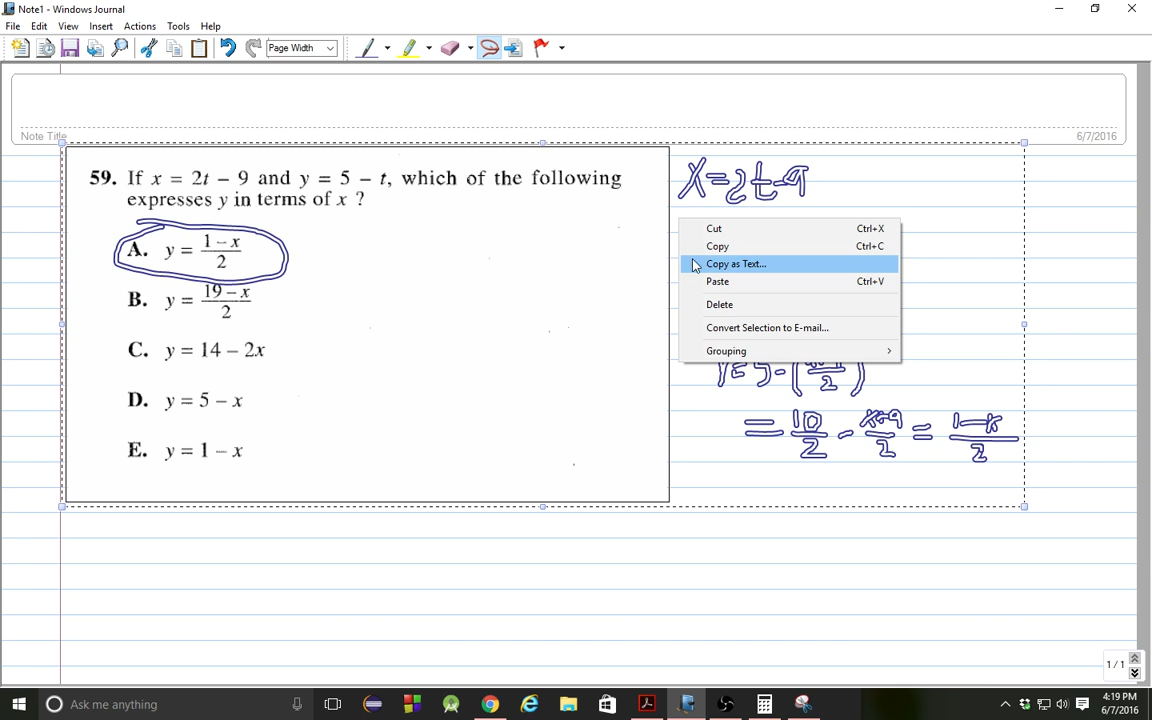 Note1 - Windows Journal
File Edit View Insert Actions Tools Help
Page Width
Note Title
6/7/2016
59. If x = 2t − 9 and y = 5 − t, which of the following
expresses y in terms of x ?
A. y = (1 − x)/2
B. y = (19 − x)/2
C. y = 14 − 2x
D. y = 5 − x
E. y = 1 − x
x=2t-9
Cut Ctrl+X
Copy Ctrl+C
Copy as Text...
Paste Ctrl+V
Delete
Convert Selection to E-mail...
Grouping
y=5-( /2)
= 10/2 - x+9/2 = 1-x/2
1 / 1
Ask me anything
4:19 PM
6/7/2016